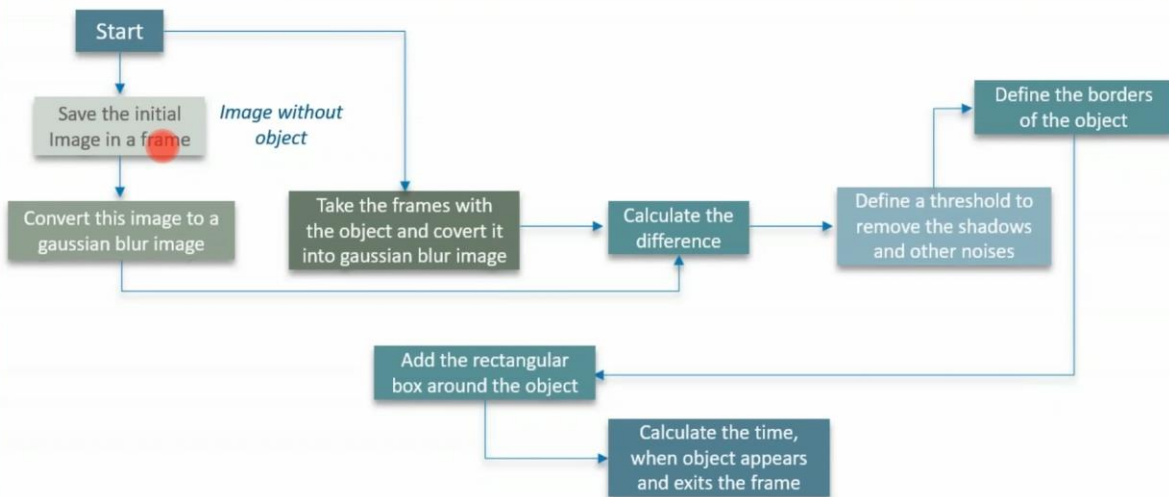 Start
Save the initial
Image in a frame
Image without
object
Convert this image to a
gaussian blur image
Take the frames with
the object and covert it
into gaussian blur image
Calculate the
difference
Define a threshold to
remove the shadows
and other noises
Define the borders
of the object
Add the rectangular
box around the object
Calculate the time,
when object appears
and exits the frame